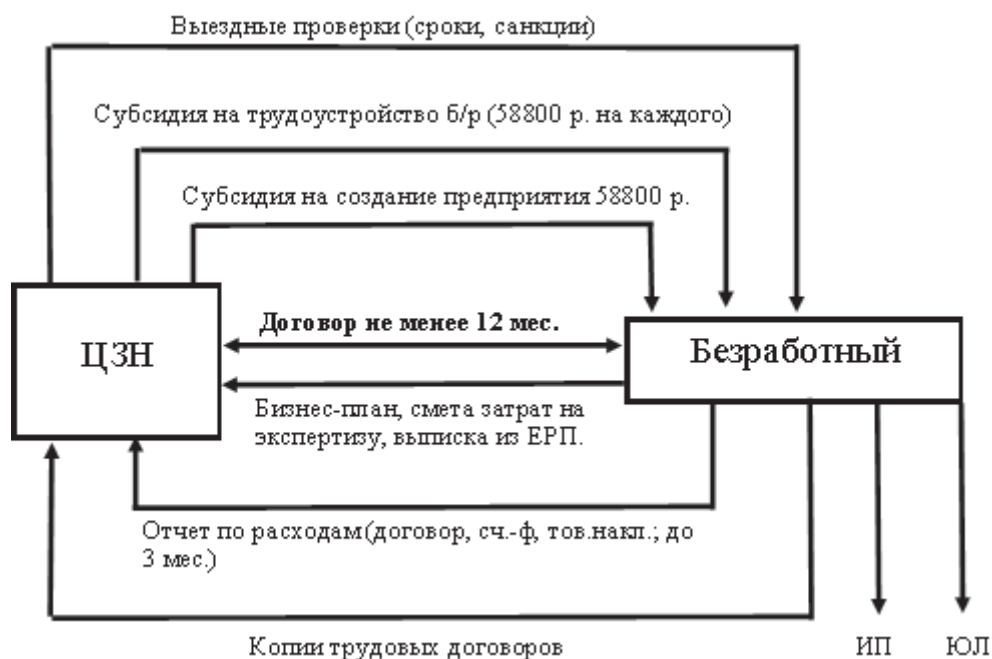 Выездные проверки (сроки, санкции)
Субсидия на трудоустройство б/р (58800 р. на каждого)
Субсидия на создание предприятия 58800 р.
ЦЗН
Договор не менее 12 мес.
Безработный
Бизнес-план, смета затрат на
экспертизу, выписка из ЕРП.
Отчет по расходам (договор, сч.-ф, тов.накл.; до
3 мес.)
Копии трудовых договоров
ИП
ЮЛ